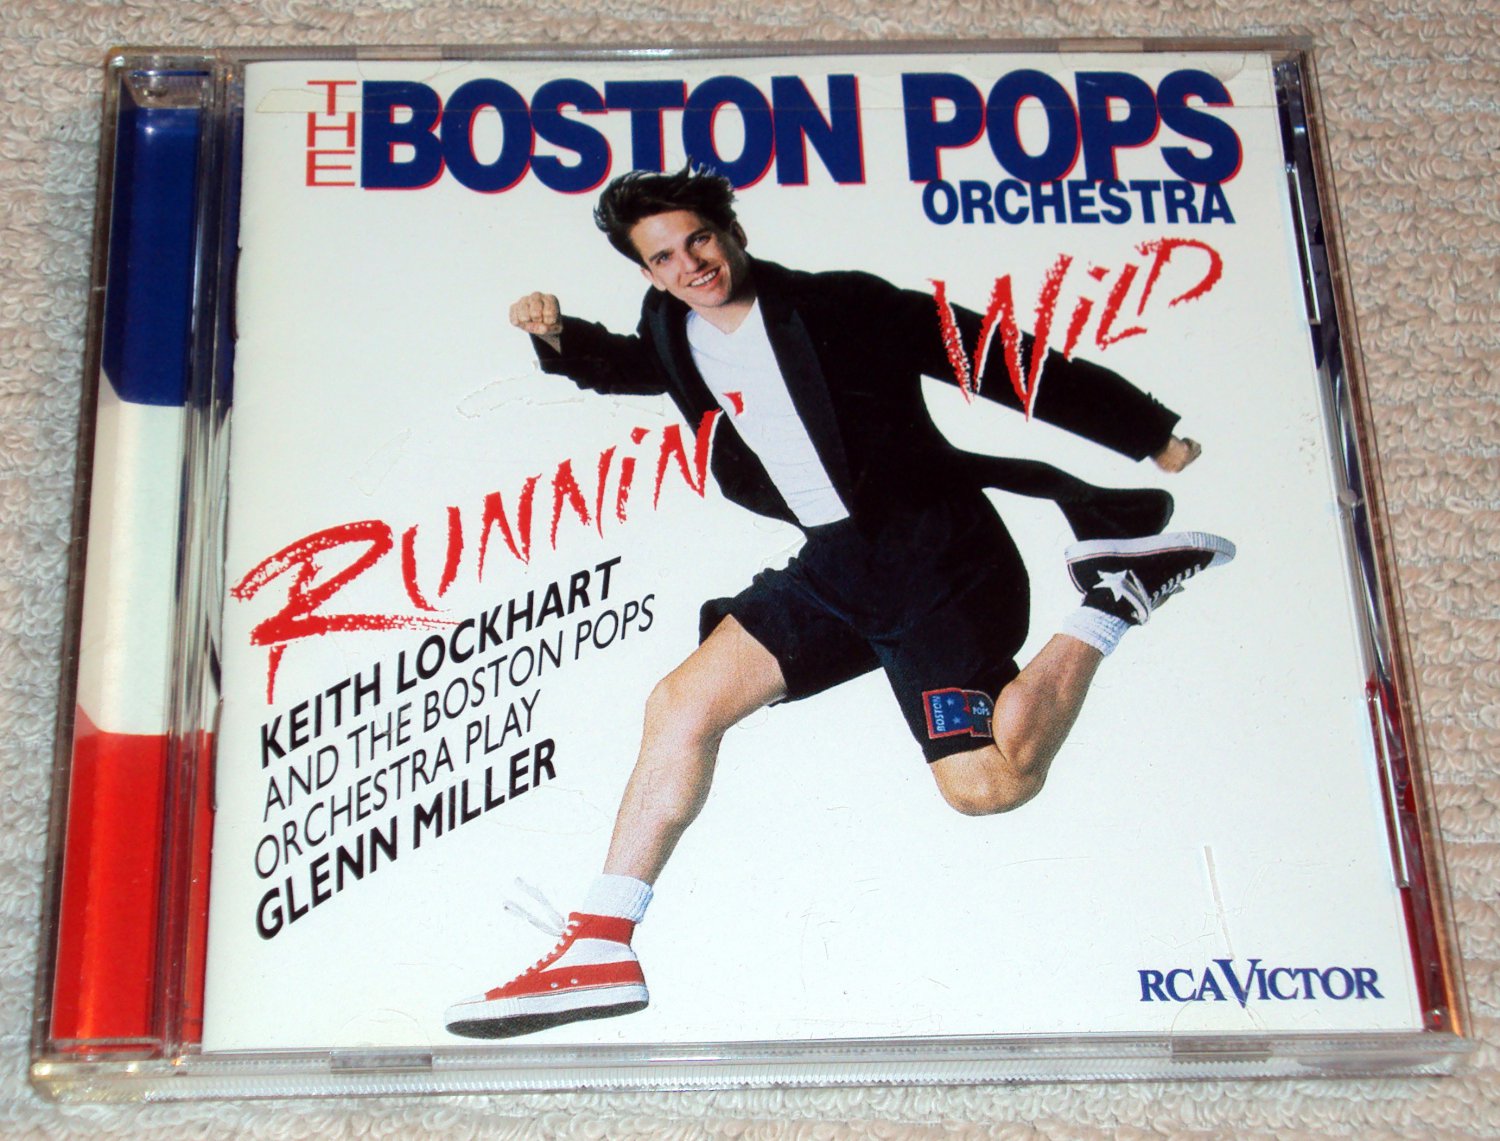 THE BOSTON POPS
ORCHESTRA
RUNNIN' WILD
KEITH LOCKHART
AND THE BOSTON POPS
ORCHESTRA PLAY
GLENN MILLER
BOSTON POPS
RCA VICTOR